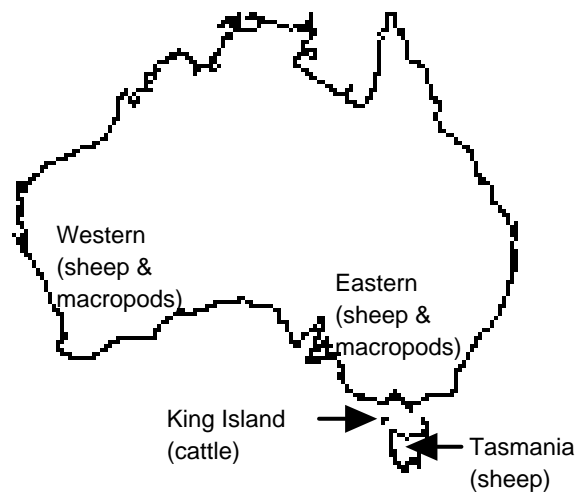 Western
(sheep &
macropods)
Eastern
(sheep &
macropods)
King Island
(cattle)
Tasmania
(sheep)